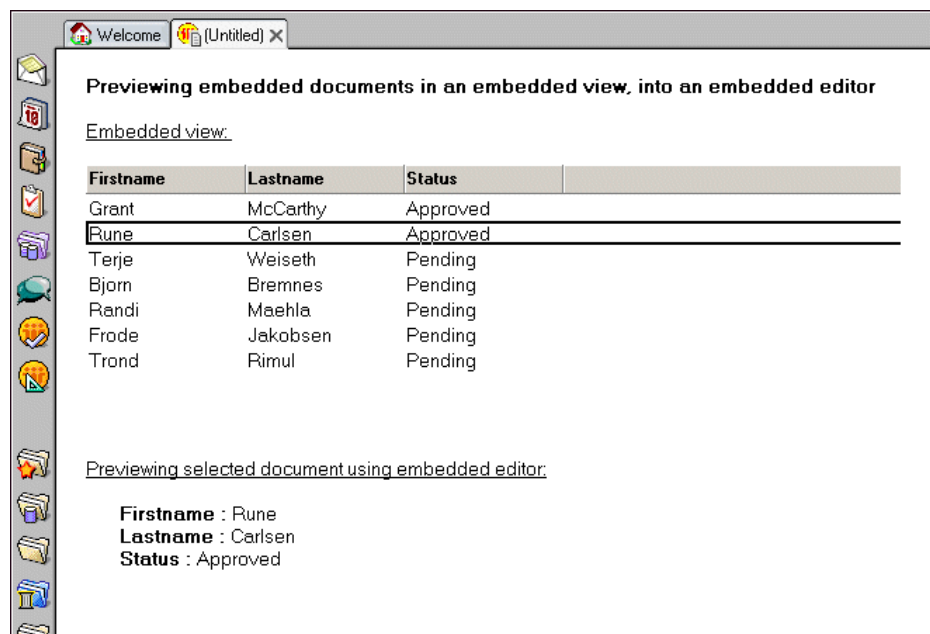 Welcome (Untitled)
Previewing embedded documents in an embedded view, into an embedded editor
Embedded view:
Firstname Lastname Status
Grant McCarthy Approved
Rune Carlsen Approved
Terje Weiseth Pending
Bjorn Bremnes Pending
Randi Maehla Pending
Frode Jakobsen Pending
Trond Rimul Pending
Previewing selected document using embedded editor:
Firstname : Rune
Lastname : Carlsen
Status : Approved